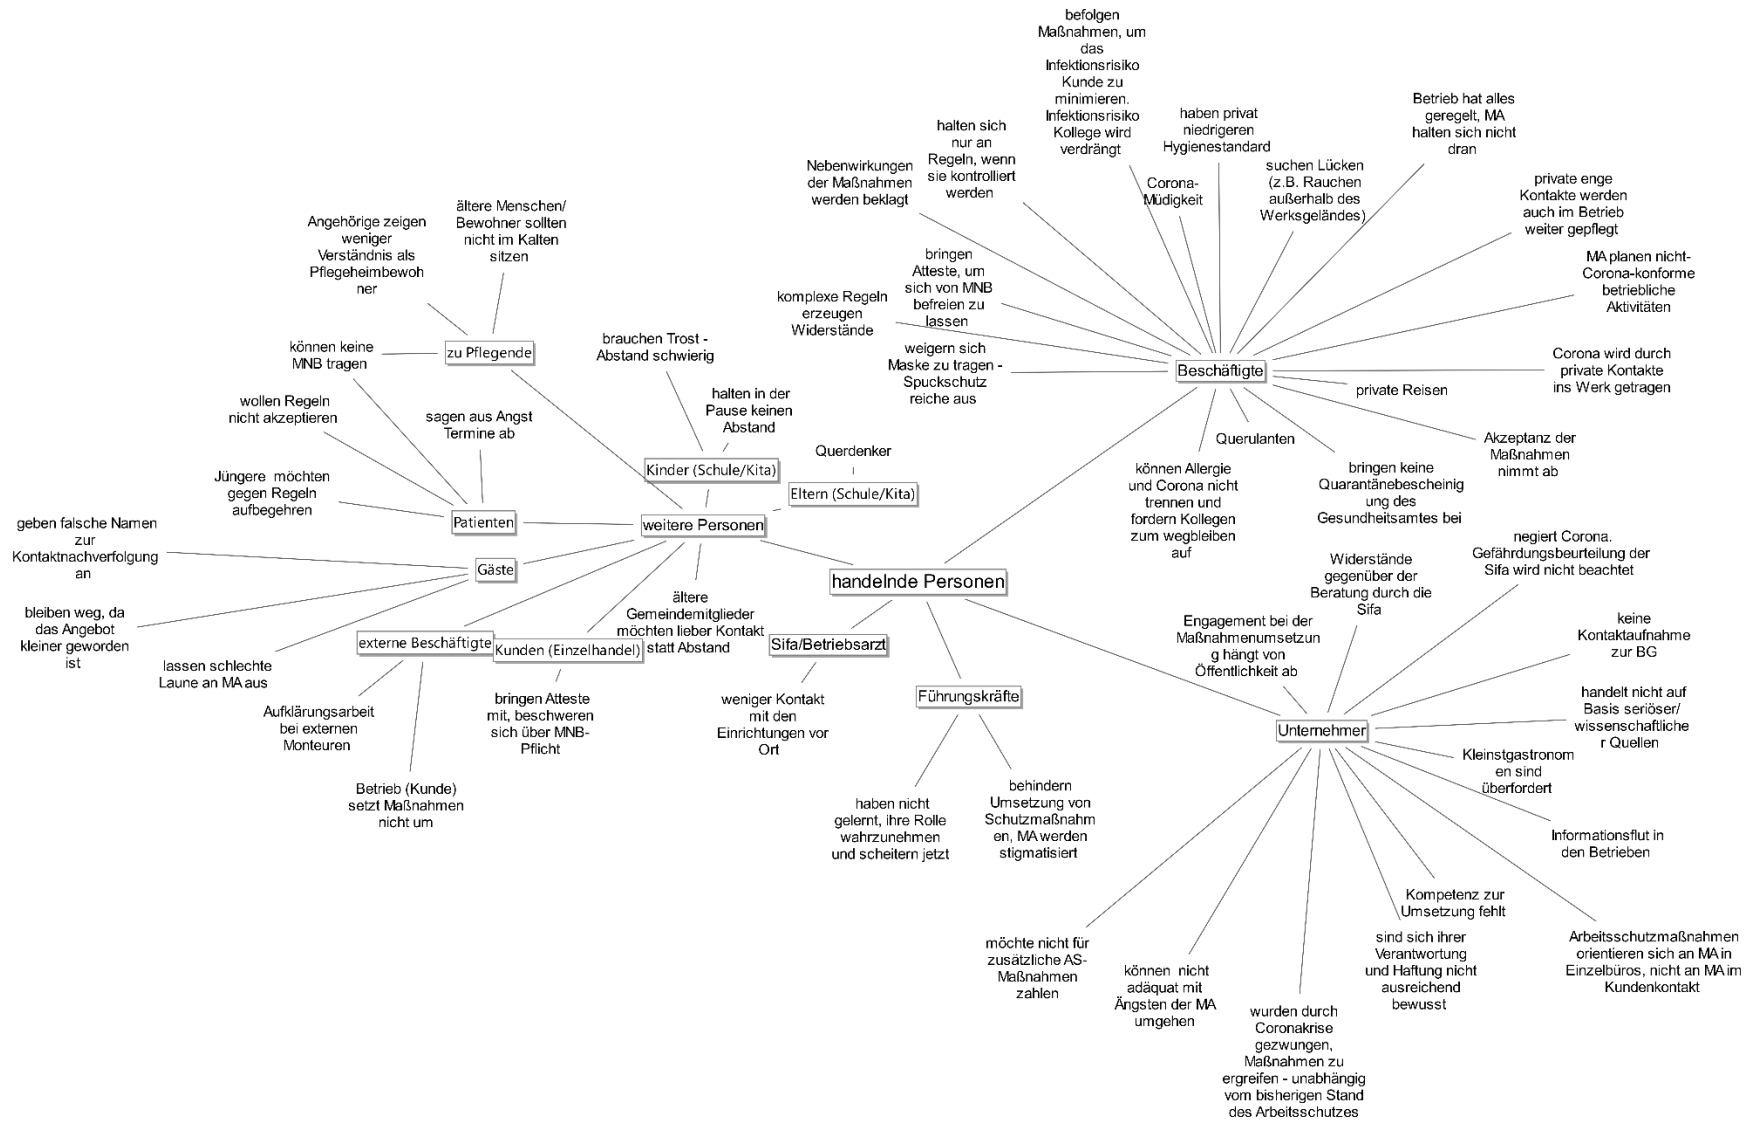 befolgen
Maßnahmen, um
das
Infektionsrisiko
Kunde zu
minimieren.
Infektionsrisiko
Kollege wird
verdrängt
Betrieb hat alles
geregelt, MA
halten sich nicht
dran
haben privat
niedrigeren
Hygienestandard
halten sich
nur an
Regeln, wenn
sie kontrolliert
werden
Nebenwirkungen
der Maßnahmen
werden beklagt
Corona-
Müdigkeit
suchen Lücken
(z.B. Rauchen
außerhalb des
Werksgeländes)
private enge
Kontakte werden
auch im Betrieb
weiter gepflegt
MA planen nicht-
Corona-konforme
betriebliche
Aktivitäten
bringen
Atteste, um
sich von MNB
befreien zu
lassen
komplexe Regeln
erzeugen
Widerstände
weigern sich
Maske zu tragen -
Spuckschutz
reiche aus
Beschäftigte
Corona wird durch
private Kontakte
ins Werk getragen
private Reisen
Querulanten
Akzeptanz der
Maßnahmen
nimmt ab
können Allergie
und Corona nicht
trennen und
fordern Kollegen
zum wegbleiben
auf
bringen keine
Quarantänebescheinig
ung des
Gesundheitsamtes bei
Angehörige zeigen
weniger
Verständnis als
Pflegeheimbewoh
ner
ältere Menschen/
Bewohner sollten
nicht im Kalten
sitzen
zu Pflegende
können keine
MNB tragen
brauchen Trost -
Abstand schwierig
halten in der
Pause keinen
Abstand
wollen Regeln
nicht akzeptieren
sagen aus Angst
Termine ab
Querdenker
Kinder (Schule/Kita)
Eltern (Schule/Kita)
Jüngere möchten
gegen Regeln
aufbegehren
Patienten
weitere Personen
geben falsche Namen
zur
Kontaktnachverfolgung
an
Gäste
handelnde Personen
bleiben weg, da
das Angebot
kleiner geworden
ist
lassen schlechte
Laune an MA aus
externe Beschäftigte
Kunden (Einzelhandel)
ältere
Gemeindemitglieder
möchten lieber Kontakt
statt Abstand
Aufklärungsarbeit
bei externen
Monteuren
bringen Atteste
mit, beschweren
sich über MNB-
Pflicht
Betrieb (Kunde)
setzt Maßnahmen
nicht um
Sifa/Betriebsarzt
weniger Kontakt
mit den
Einrichtungen vor
Ort
Führungskräfte
haben nicht
gelernt, ihre Rolle
wahrzunehmen
und scheitern jetzt
behindern
Umsetzung von
Schutzmaßnahm
en, MA werden
stigmatisiert
negiert Corona.
Gefährdungsbeurteilung der
Sifa wird nicht beachtet
Widerstände
gegenüber der
Beratung durch die
Sifa
Engagement bei der
Maßnahmenumsetzun
g hängt von
Öffentlichkeit ab
keine
Kontaktaufnahme
zur BG
handelt nicht auf
Basis seriöser/
wissenschaftliche
r Quellen
Unternehmer
Kleinstgastronom
en sind
überfordert
Informationsflut in
den Betrieben
Kompetenz zur
Umsetzung fehlt
Arbeitsschutzmaßnahmen
orientieren sich an MA in
Einzelbüros, nicht an MA im
Kundenkontakt
sind sich ihrer
Verantwortung
und Haftung nicht
ausreichend
bewusst
möchte nicht für
zusätzliche AS-
Maßnahmen
zahlen
können nicht
adäquat mit
Ängsten der MA
umgehen
wurden durch
Coronakrise
gezwungen,
Maßnahmen zu
ergreifen - unabhängig
vom bisherigen Stand
des Arbeitsschutzes